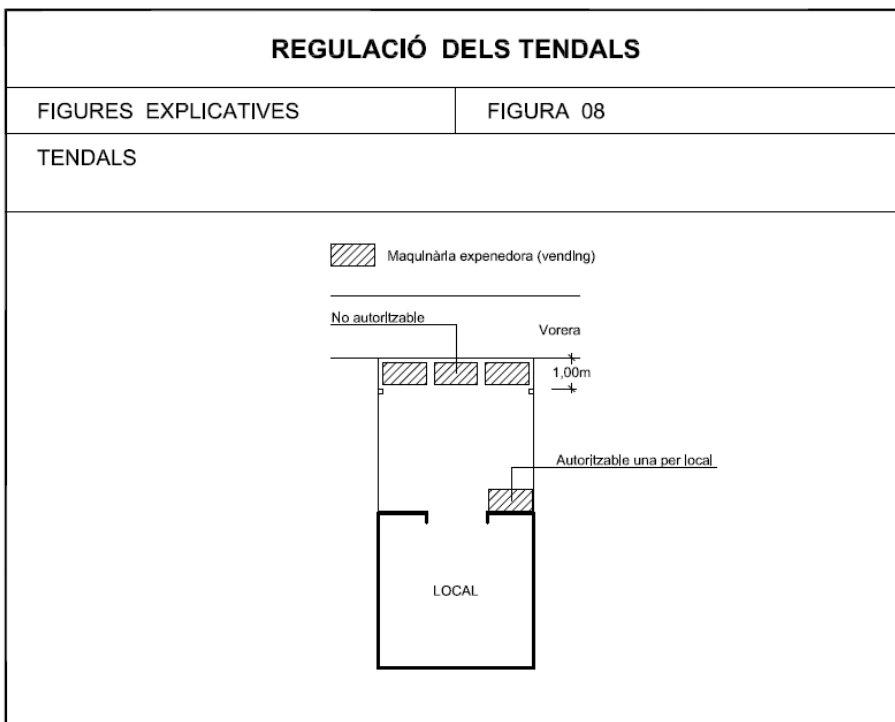 REGULACIÓ DELS TENDALS
FIGURES EXPLICATIVES
FIGURA 08
TENDALS
Maquinària expenedora (vending)
No autoritzable
Vorera
1,00m
Autoritzable una per local
LOCAL